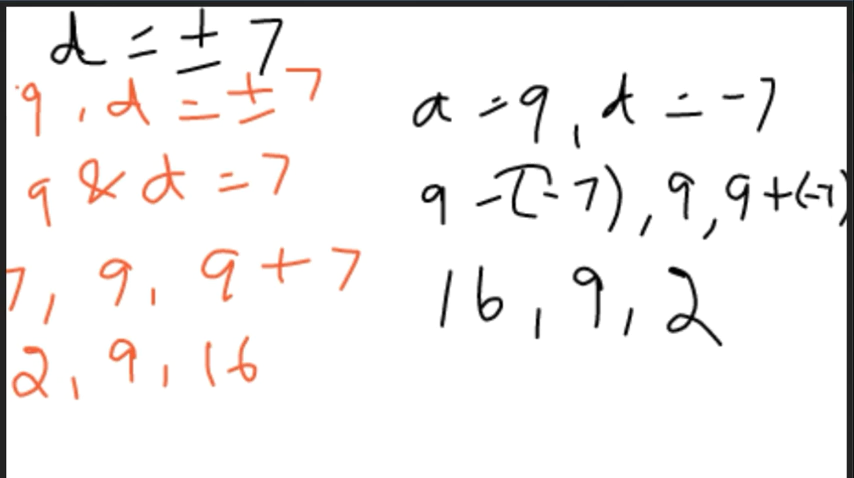 d = ± 7
9, d = ± 7
9 & d = 7
7, 9, 9 + 7
2, 9, 16
a = 9, d = -7
9 - (-7), 9, 9 + (-7)
16, 9, 2